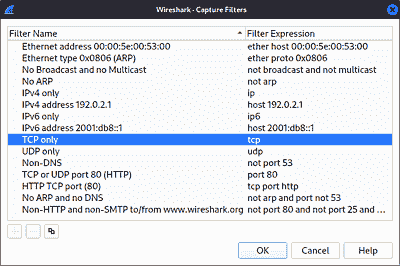 Wireshark · Capture Filters
Filter Name Filter Expression
Ethernet address 00:00:5e:00:53:00 ether host 00:00:5e:00:53:00
Ethernet type 0x0806 (ARP) ether proto 0x0806
No Broadcast and no Multicast not broadcast and not multicast
No ARP not arp
IPv4 only ip
IPv4 address 192.0.2.1 host 192.0.2.1
IPv6 only ip6
IPv6 address 2001:db8::1 host 2001:db8::1
TCP only tcp
UDP only udp
Non-DNS not port 53
TCP or UDP port 80 (HTTP) port 80
HTTP TCP port (80) tcp port http
No ARP and no DNS not arp and port not 53
Non-HTTP and non-SMTP to/from www.wireshark.org not port 80 and not port 25 and ...
OK Cancel Help